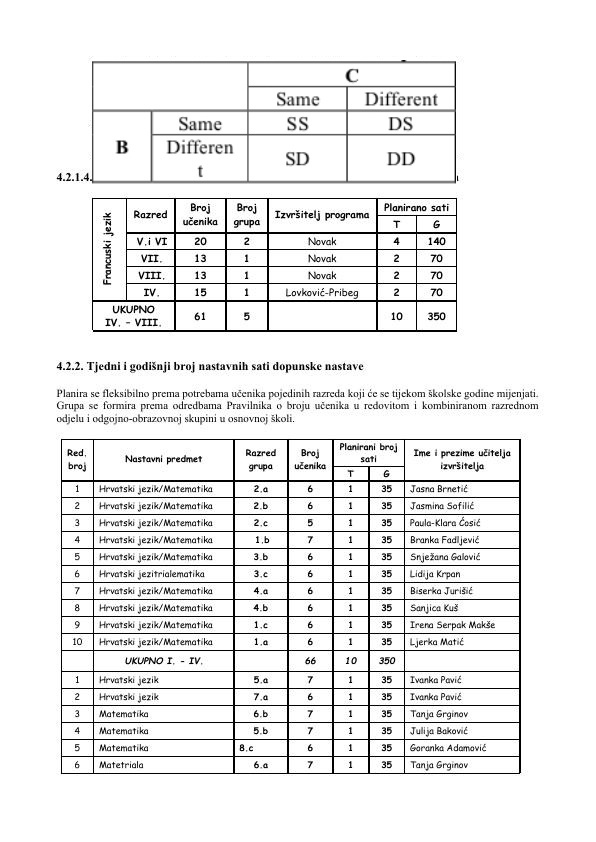 C
Same Different
B Same SS DS
Differen
t SD DD
4.2.1.4.
Francuski jezik Razred Broj učenika Broj grupa Izvršitelj programa Planirano sati
T G
V.i VI 20 2 Novak 4 140
VII. 13 1 Novak 2 70
VIII. 13 1 Novak 2 70
IV. 15 1 Lovković-Pribeg 2 70
UKUPNO
IV. – VIII. 61 5 10 350
4.2.2. Tjedni i godišnji broj nastavnih sati dopunske nastave
Planira se fleksibilno prema potrebama učenika pojedinih razreda koji će se tijekom školske godine mijenjati.
Grupa se formira prema odredbama Pravilnika o broju učenika u redovitom i kombiniranom razrednom
odjelu i odgojno-obrazovnoj skupini u osnovnoj školi.
Red. broj Nastavni predmet Razred grupa Broj učenika Planirani broj sati Ime i prezime učitelja izvršitelja
T G
1 Hrvatski jezik/Matematika 2.a 6 1 35 Jasna Brnetić
2 Hrvatski jezik/Matematika 2.b 6 1 35 Jasmina Sofilić
3 Hrvatski jezik/Matematika 2.c 5 1 35 Paula-Klara Ćosić
4 Hrvatski jezik/Matematika 1.b 7 1 35 Branka Fadljević
5 Hrvatski jezik/Matematika 3.b 6 1 35 Snježana Galović
6 Hrvatski jezitrialematika 3.c 6 1 35 Lidija Krpan
7 Hrvatski jezik/Matematika 4.a 6 1 35 Biserka Jurišić
8 Hrvatski jezik/Matematika 4.b 6 1 35 Sanjica Kuš
9 Hrvatski jezik/Matematika 1.c 6 1 35 Irena Serpak Makše
10 Hrvatski jezik/Matematika 1.a 6 1 35 Ljerka Matić
UKUPNO I. - IV. 66 10 350
1 Hrvatski jezik 5.a 7 1 35 Ivanka Pavić
2 Hrvatski jezik 7.a 6 1 35 Ivanka Pavić
3 Matematika 6.b 7 1 35 Tanja Grginov
4 Matematika 5.b 7 1 35 Julija Baković
5 Matematika 8.c 6 1 35 Goranka Adamović
6 Matetriala 6.a 7 1 35 Tanja Grginov